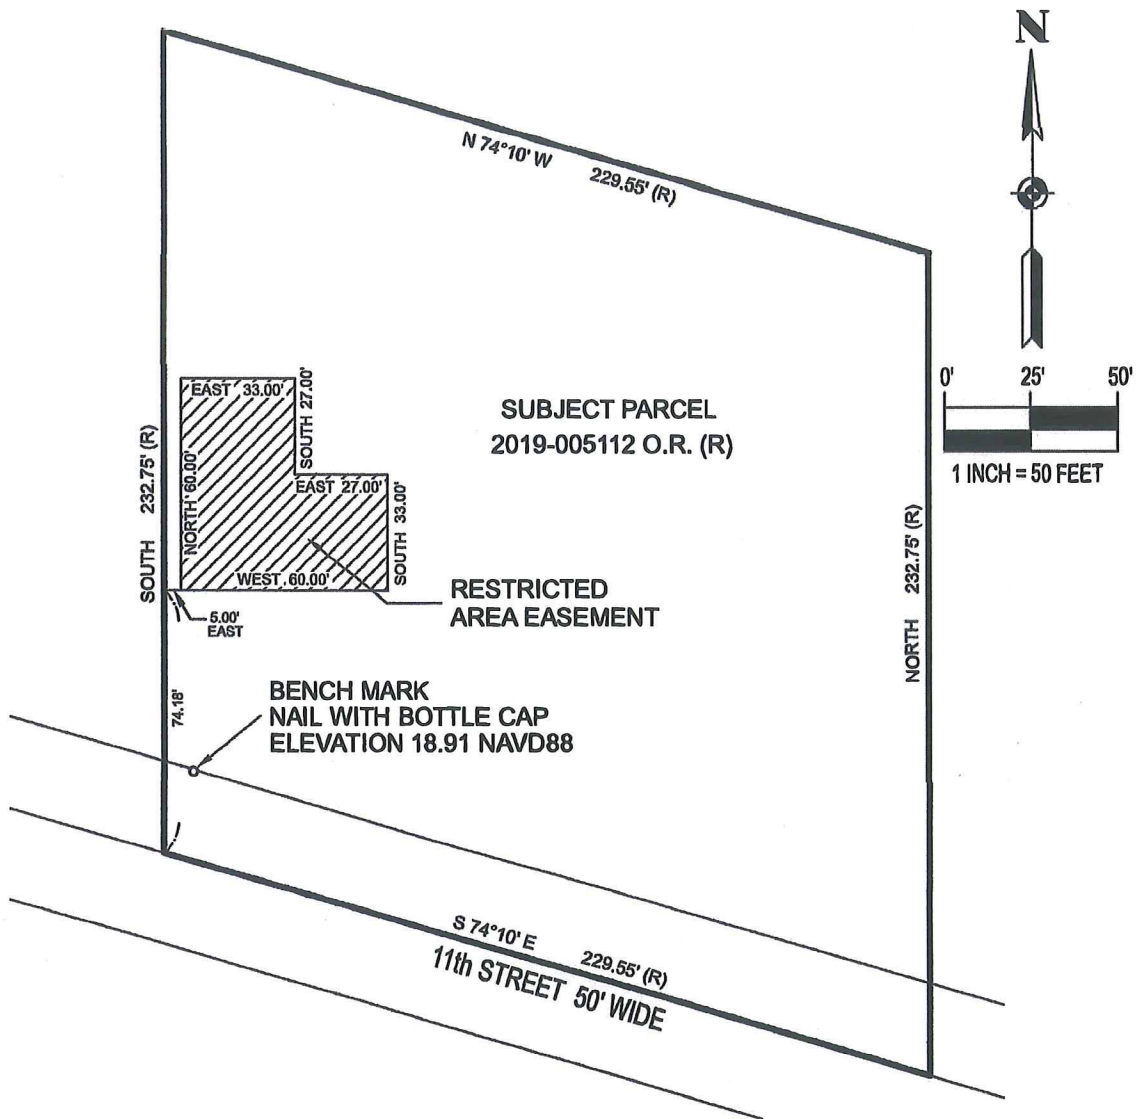 N
N 74°10' W 229.55' (R)
0' 25' 50'
1 INCH = 50 FEET
SUBJECT PARCEL
2019-005112 O.R. (R)
EAST 33.00'
SOUTH 27.00'
EAST 27.00'
SOUTH 33.00'
NORTH 60.00'
WEST 60.00'
SOUTH 232.75' (R)
NORTH 232.75' (R)
RESTRICTED
AREA EASEMENT
5.00'
EAST
74.18'
BENCH MARK
NAIL WITH BOTTLE CAP
ELEVATION 18.91 NAVD88
S 74°10' E 229.55' (R)
11th STREET 50' WIDE